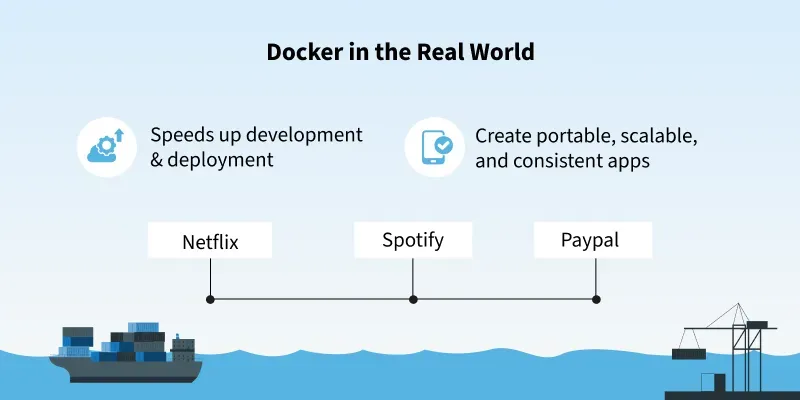 Docker in the Real World
Speeds up development
& deployment
Create portable, scalable,
and consistent apps
Netflix
Spotify
Paypal